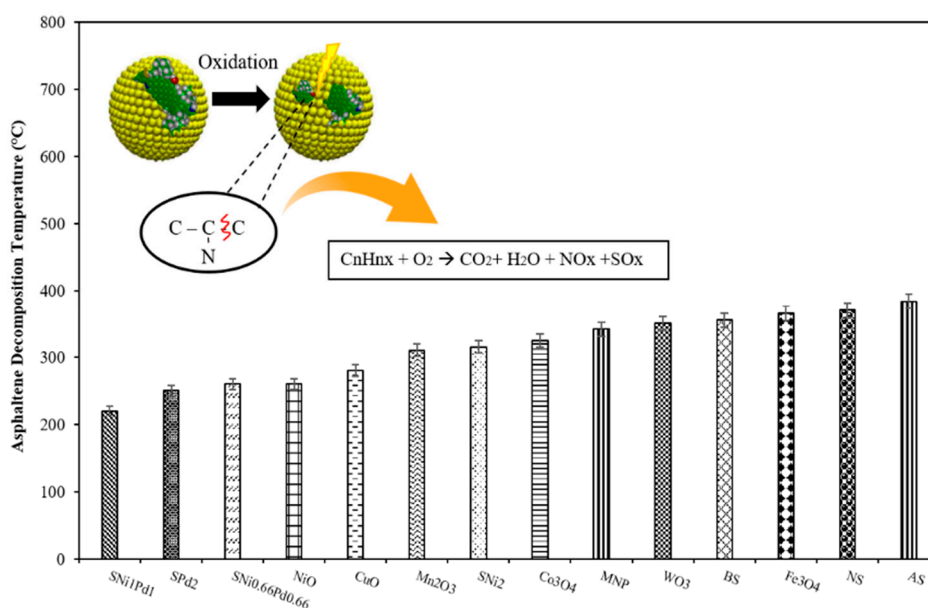 800
700
600
500
400
300
200
100
0
Asphaltene Decomposition Temperature (°C)
Oxidation
C – C C
N
CnHnx + O2 → CO2+ H2O + NOx +SOx
SNi1Pd1
SPd2
SNi0.66Pd0.66
NiO
CuO
Mn2O3
SNi2
Co3O4
MNP
WO3
BS
Fe3O4
NS
AS